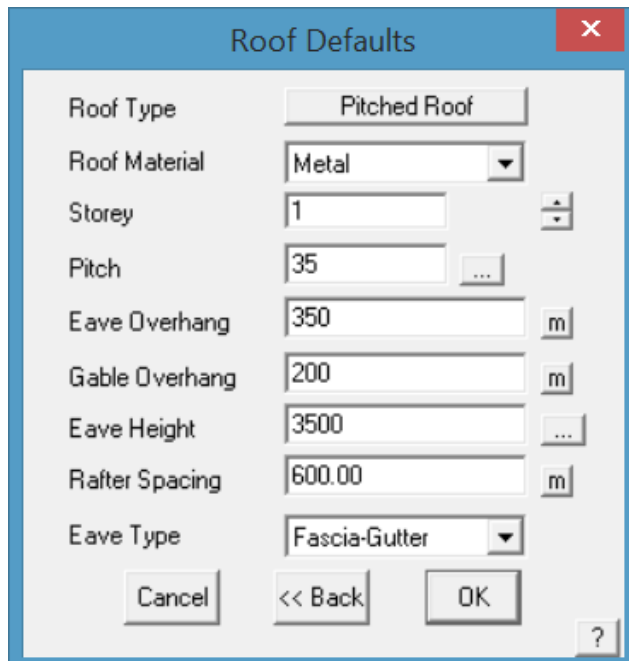 Roof Defaults
Roof Type Pitched Roof
Roof Material Metal
Storey 1
Pitch 35 ...
Eave Overhang 350 m
Gable Overhang 200 m
Eave Height 3500 ...
Rafter Spacing 600.00 m
Eave Type Fascia-Gutter
Cancel << Back OK
?